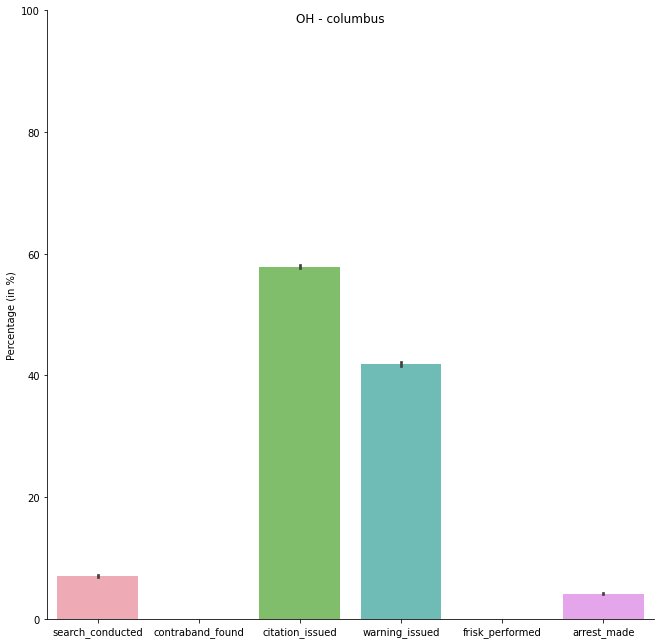 OH - columbus
Percentage (in %)
100
80
60
40
20
0
search_conducted contraband_found citation_issued warning_issued frisk_performed arrest_made